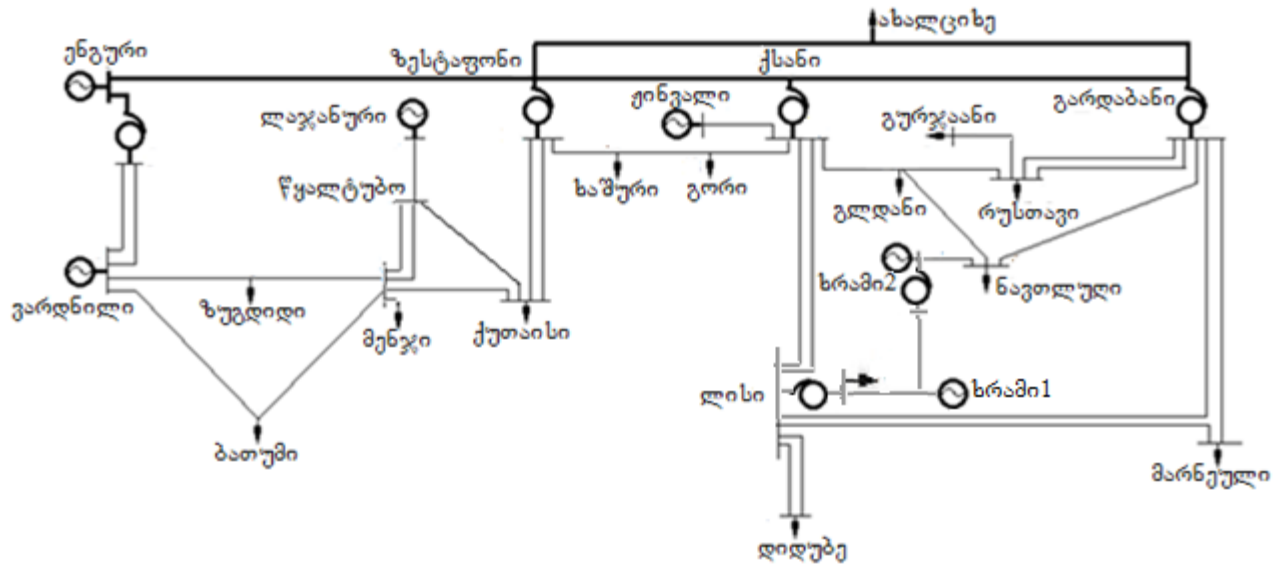 ახალციხე
ენგური
ზესტაფონი
ქსანი
ჟინვალი
გარდაბანი
ლაჯანური
გურჯაანი
წყალტუბო
ხაშური
გორი
გლდანი
რუსთავი
ვარდნილი
ზუგდიდი
მენჯი
ქუთაისი
ხრამი2
ნავთლუღი
ლისი
ხრამი1
ბათუმი
მარნეული
დიდუბე